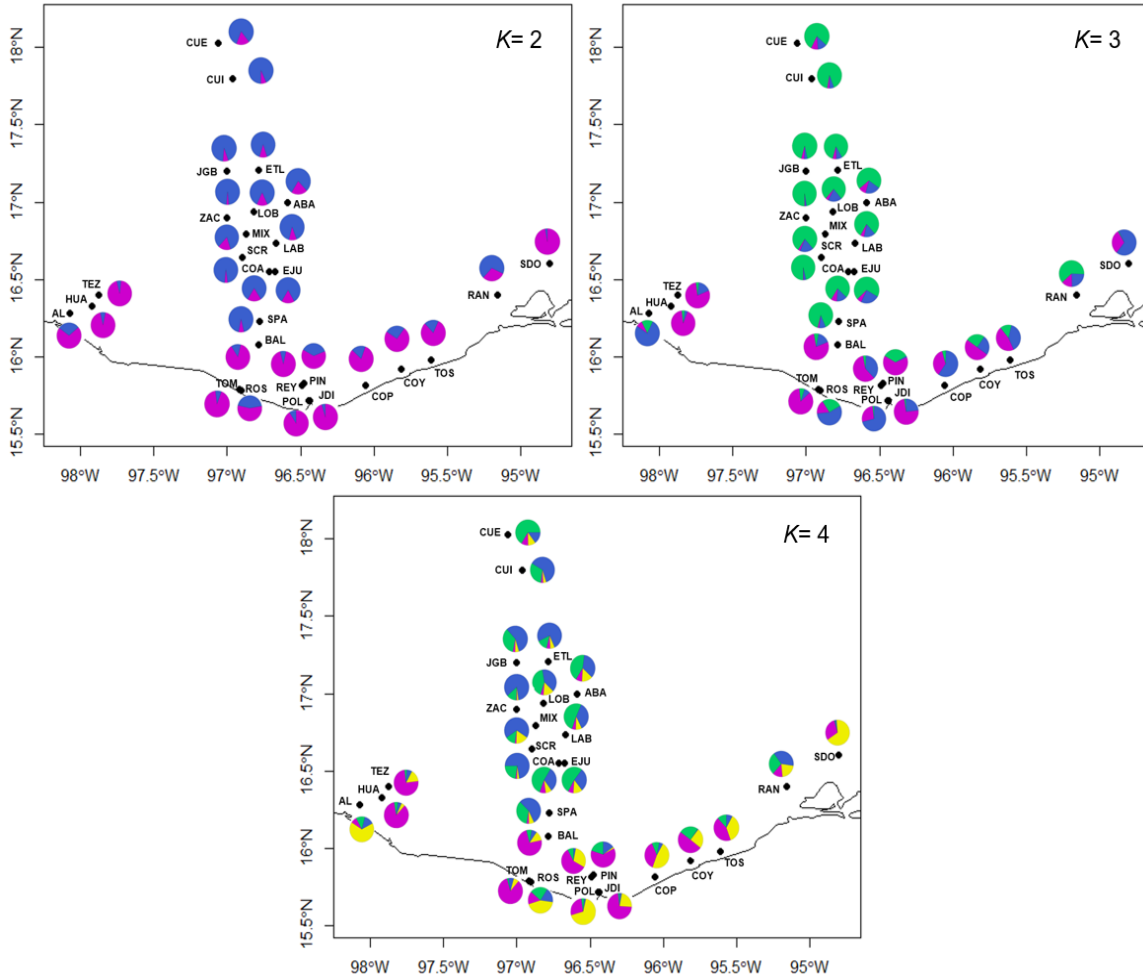 K= 2
18°N
17.5°N
17°N
16.5°N
16°N
15.5°N
CUE
CUI
JGB
ETL
ABA
ZAC
LOB
MIX
LAB
SCR
COA
EJU
SDO
RAN
TEZ
HUA
AL
SPA
BAL
TOS
COY
COP
TOM
ROS
REY
PIN
POL
JDI
98°W
97.5°W
97°W
96.5°W
96°W
95.5°W
95°W
K= 3
18°N
17.5°N
17°N
16.5°N
16°N
15.5°N
CUE
CUI
JGB
ETL
ABA
ZAC
LOB
MIX
LAB
SCR
COA
EJU
SDO
RAN
TEZ
HUA
AL
SPA
BAL
TOS
COY
COP
TOM
ROS
REY
PIN
POL
JDI
98°W
97.5°W
97°W
96.5°W
96°W
95.5°W
95°W
K= 4
18°N
17.5°N
17°N
16.5°N
16°N
15.5°N
CUE
CUI
JGB
ETL
ABA
ZAC
LOB
MIX
LAB
SCR
COA
EJU
SDO
RAN
TEZ
HUA
AL
SPA
BAL
TOS
COY
COP
TOM
ROS
REY
PIN
POL
JDI
98°W
97.5°W
97°W
96.5°W
96°W
95.5°W
95°W